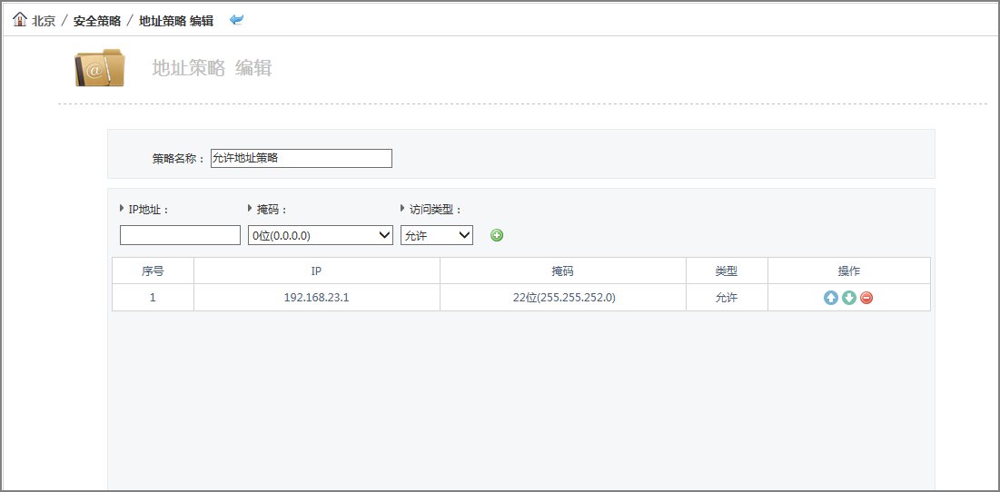 北京 / 安全策略 / 地址策略 编辑
地址策略 编辑
策略名称： 允许地址策略
IP地址： 掩码： 访问类型：
0位(0.0.0.0) 允许
序号 IP 掩码 类型 操作
1 192.168.23.1 22位(255.255.252.0) 允许